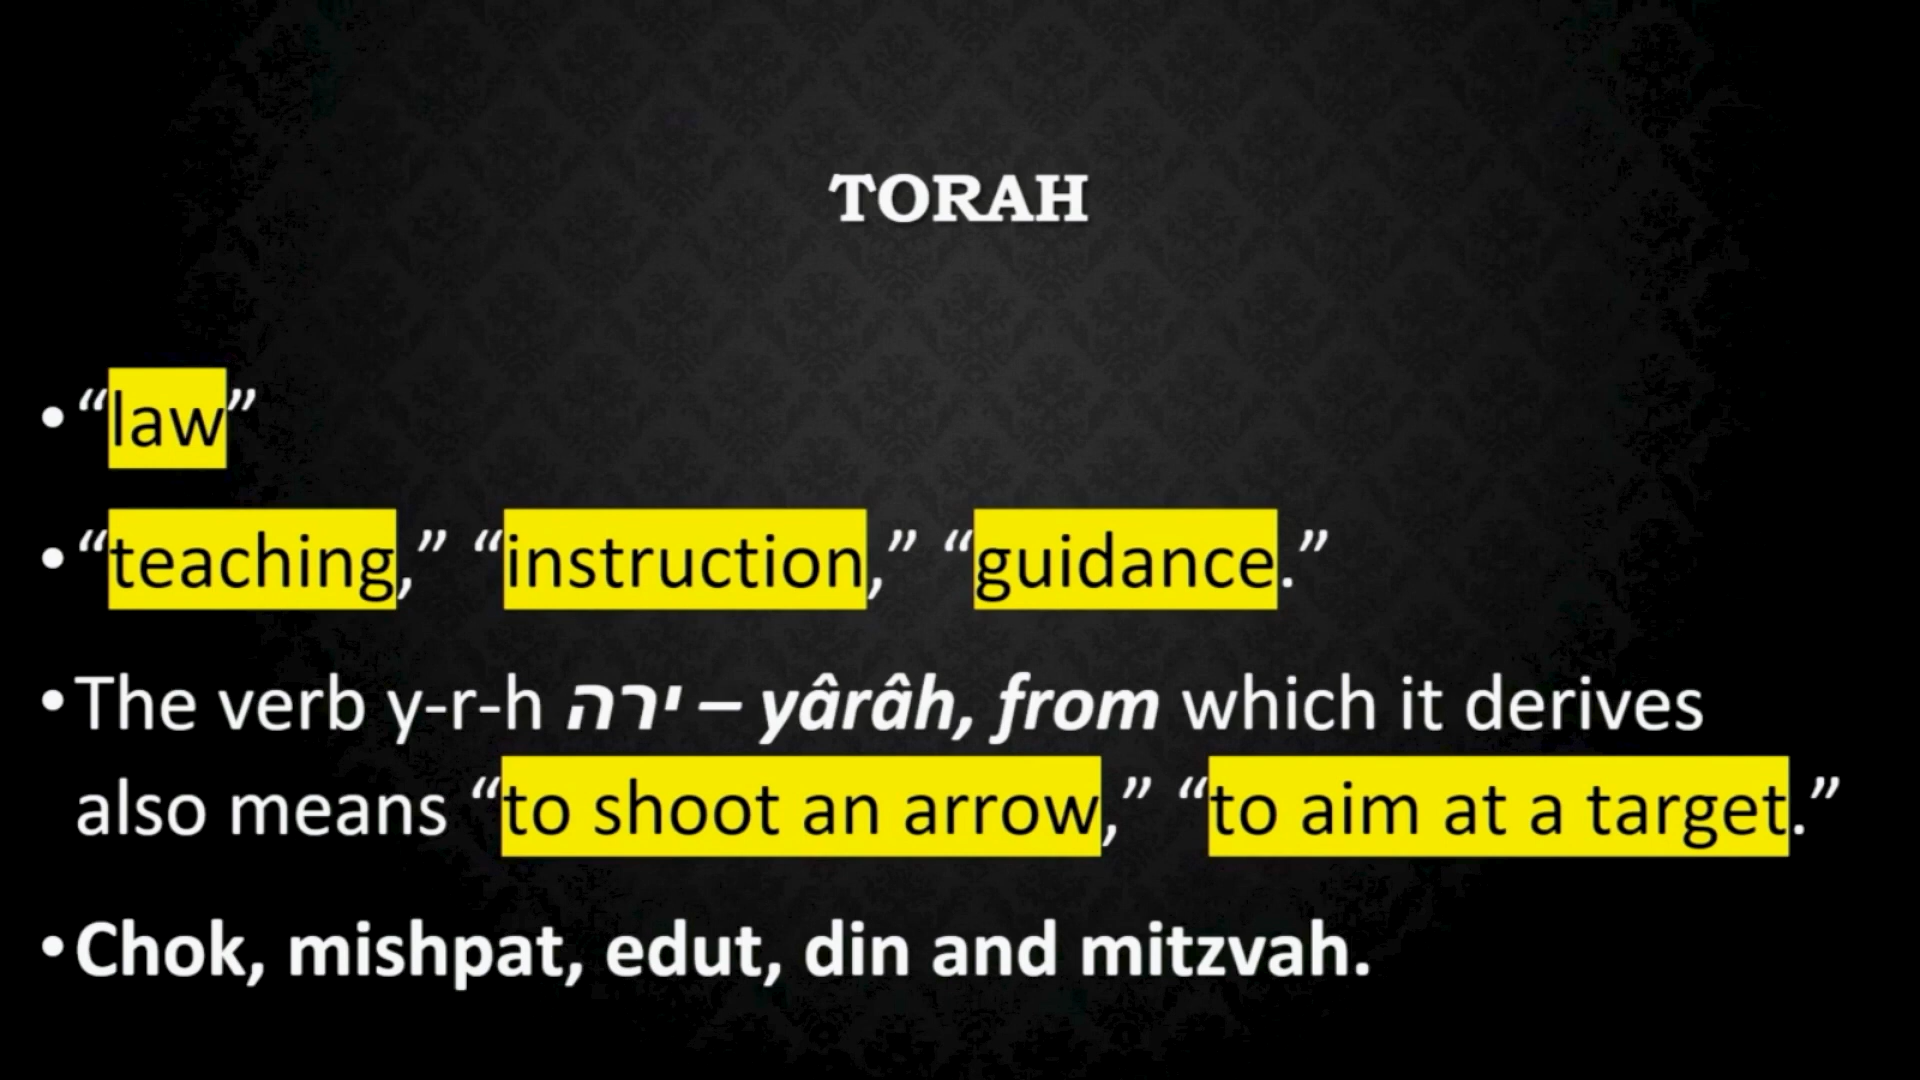 TORAH
• “law”
• “teaching,” “instruction,” “guidance.”
• The verb y-r-h ירה – yârâh, from which it derives
also means “to shoot an arrow,” “to aim at a target.”
• Chok, mishpat, edut, din and mitzvah.